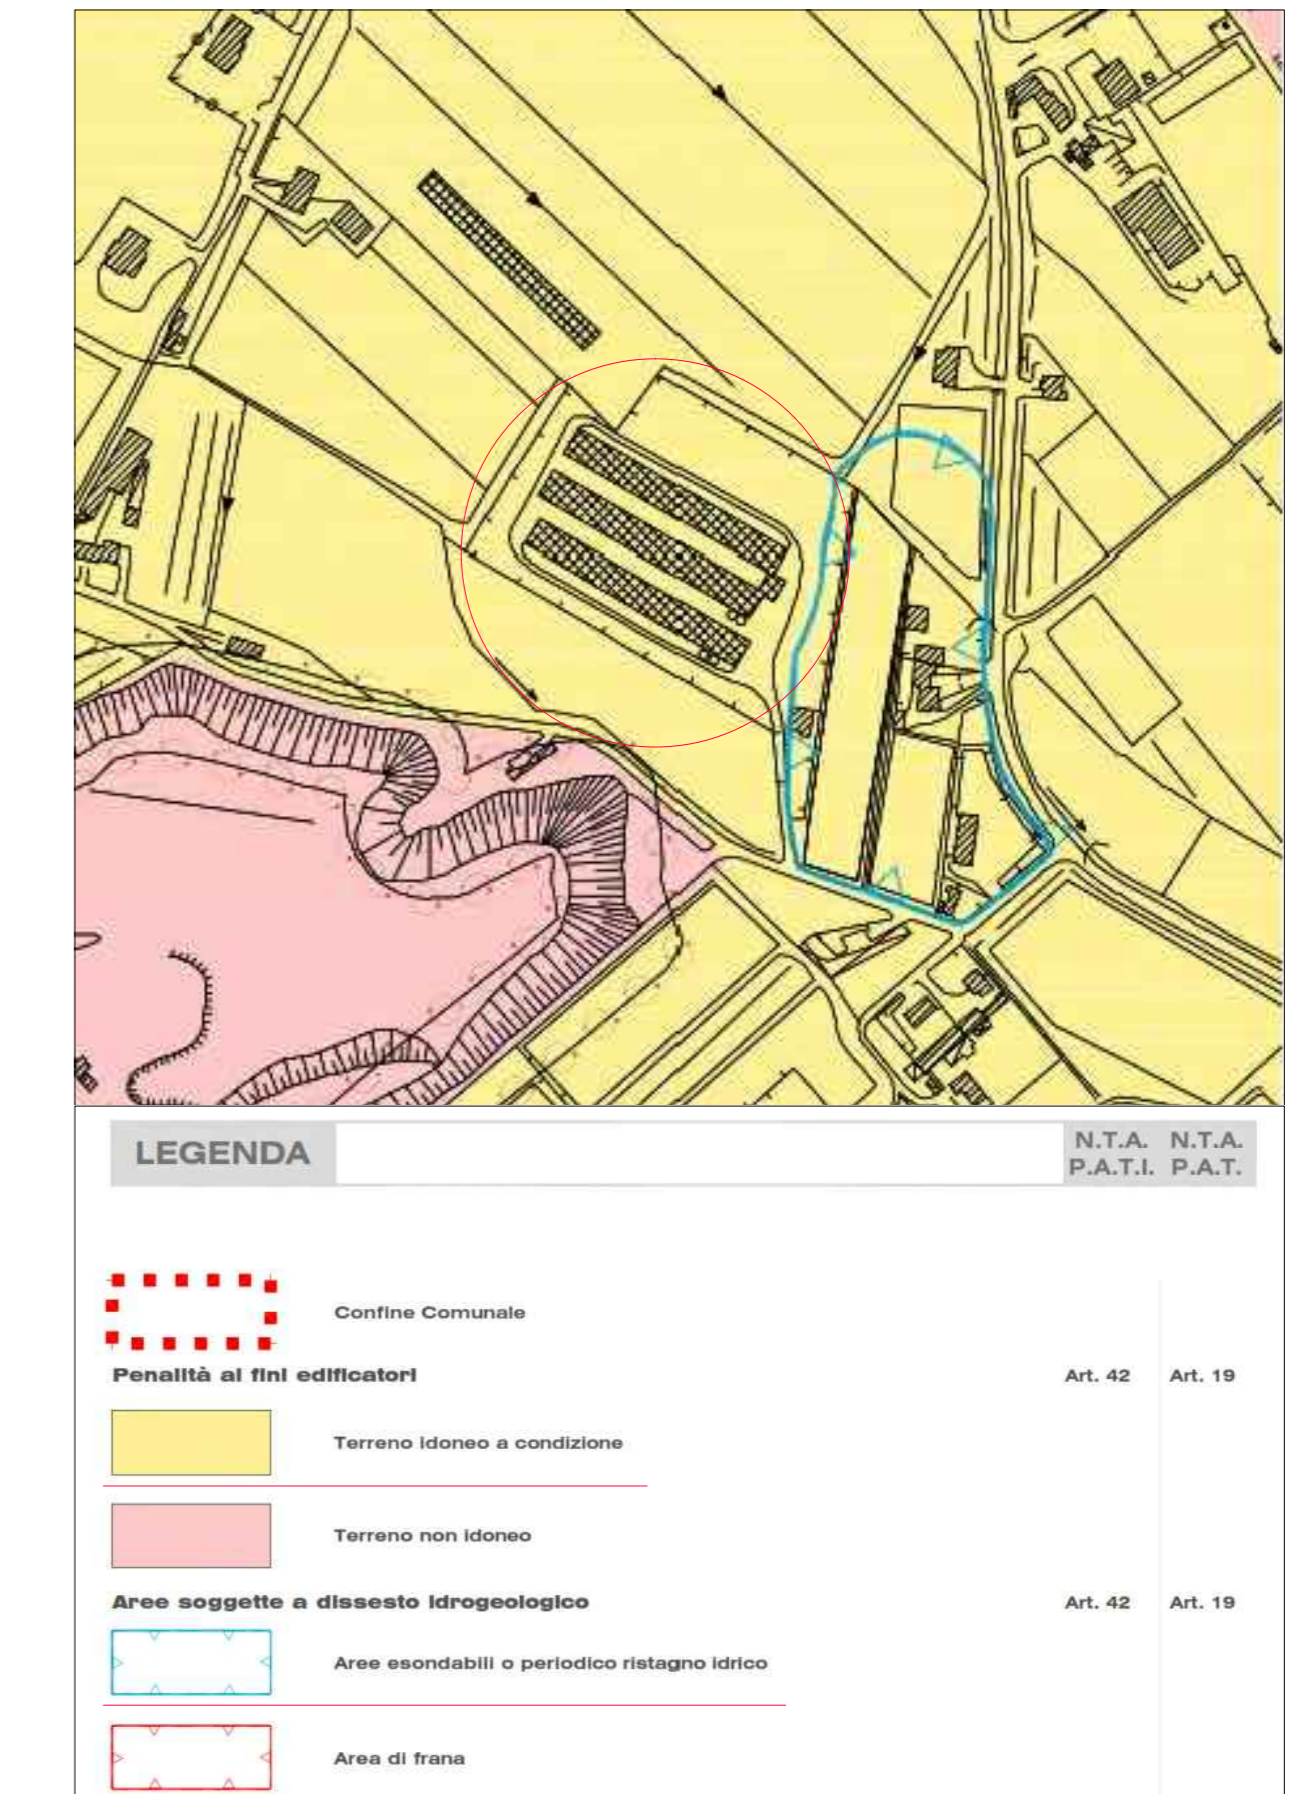 LEGENDA
N.T.A. N.T.A.
P.A.T.I. P.A.T.
Confine Comunale
Penalità ai fini edificatori Art. 42 Art. 19
Terreno idoneo a condizione
Terreno non idoneo
Aree soggette a dissesto idrogeologico Art. 42 Art. 19
Aree esondabili o periodico ristagno idrico
Area di frana